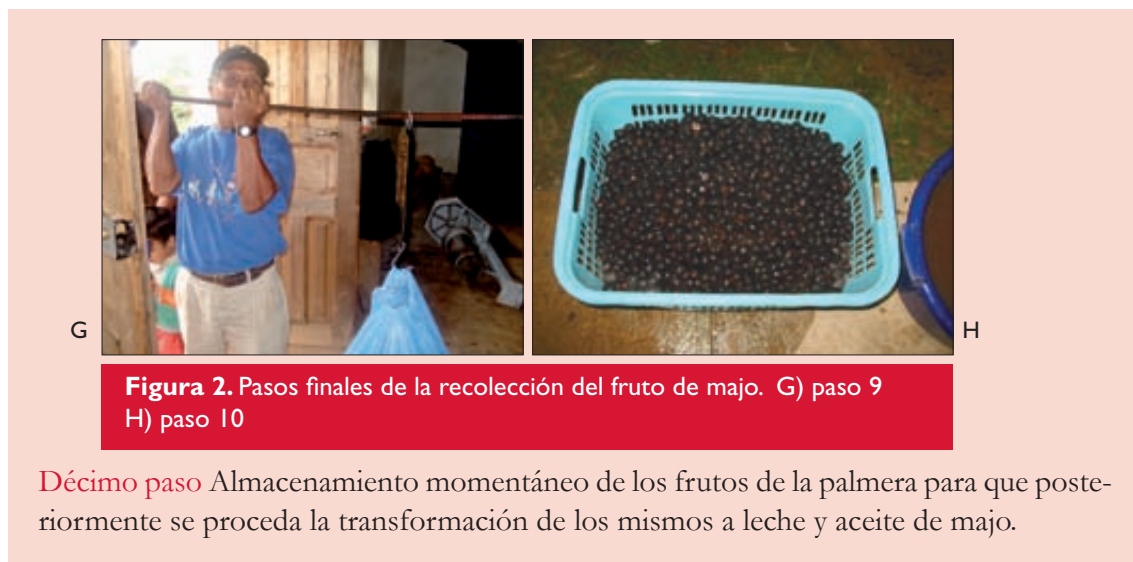 G
H
Figura 2. Pasos finales de la recolección del fruto de majo. G) paso 9
H) paso 10
Décimo paso Almacenamiento momentáneo de los frutos de la palmera para que poste-
riormente se proceda la transformación de los mismos a leche y aceite de majo.